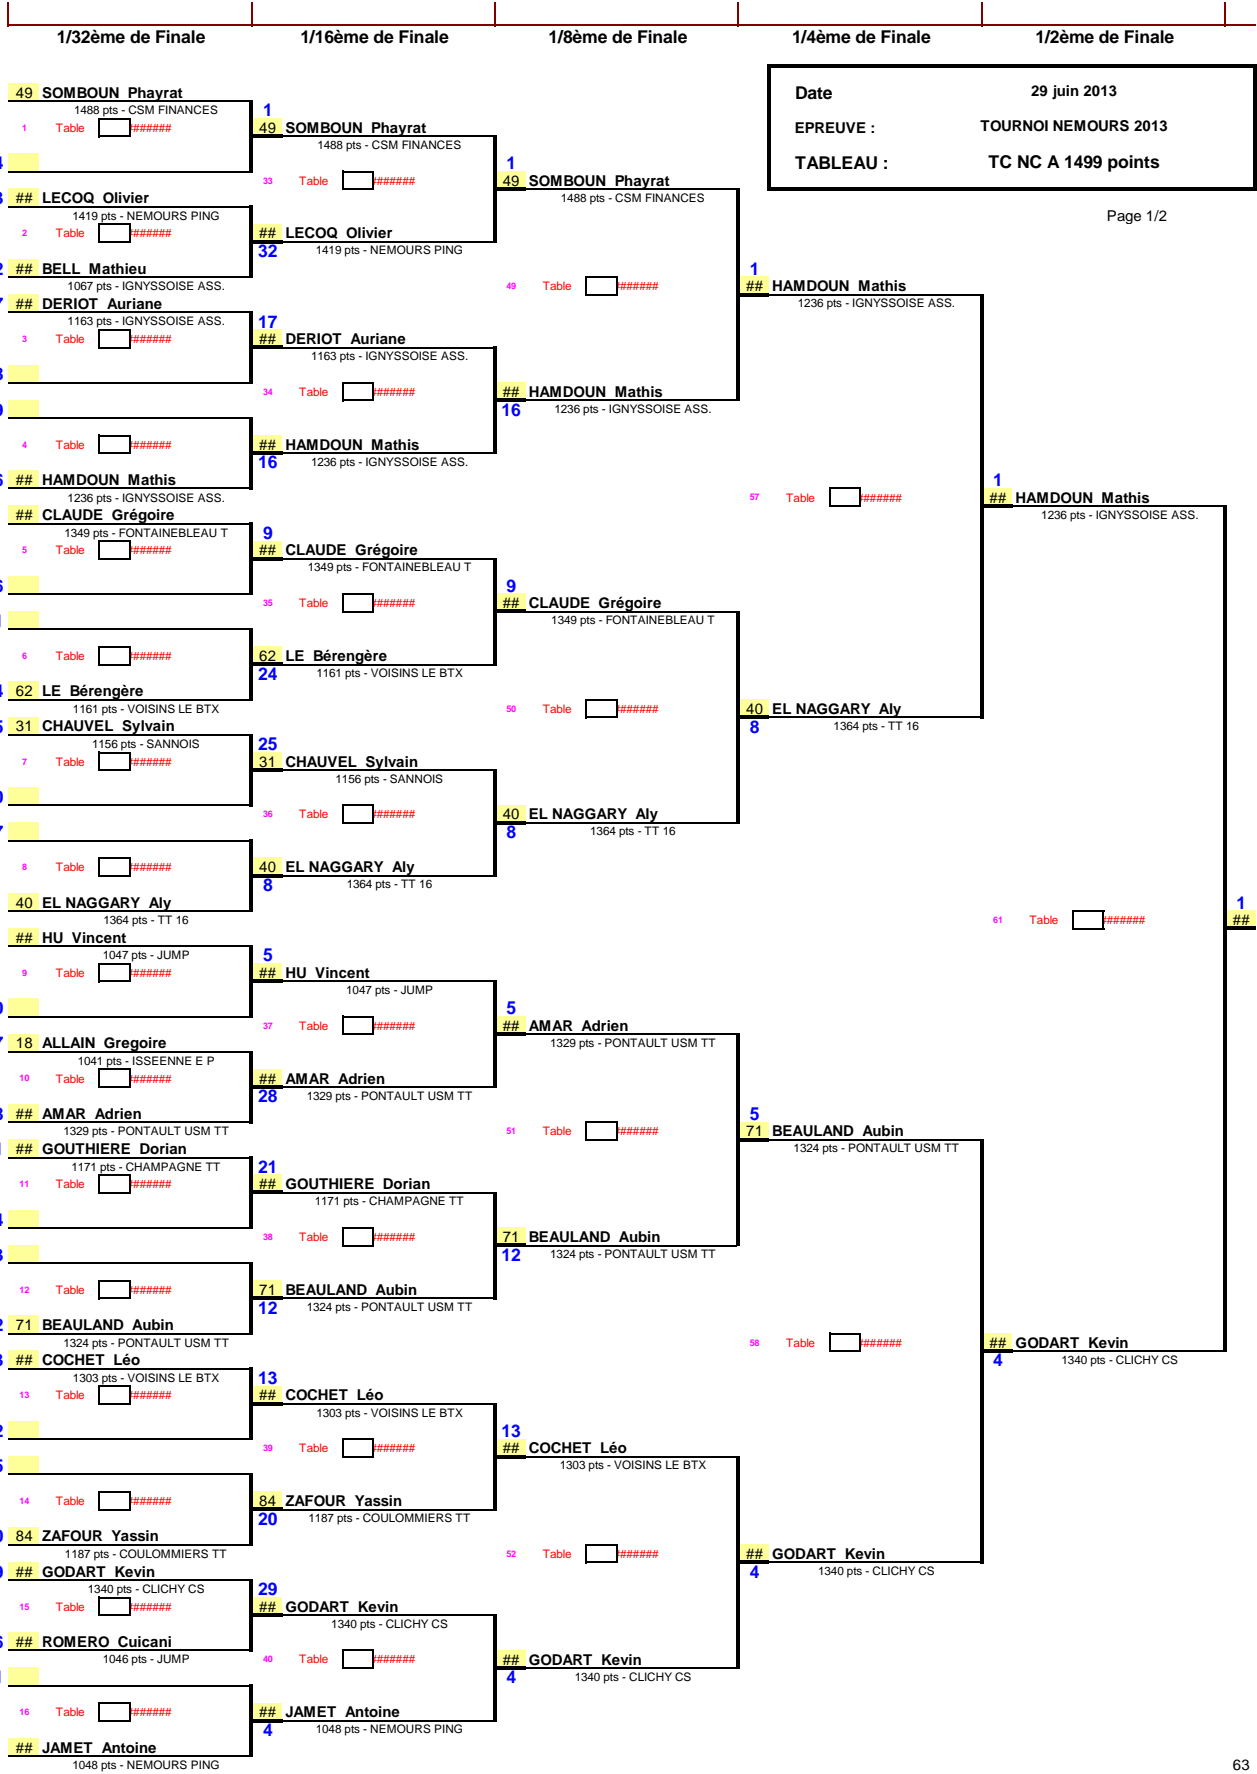 1/32ème de Finale 1/16ème de Finale 1/8ème de Finale 1/4ème de Finale 1/2ème de Finale
Date 29 juin 2013
EPREUVE : TOURNOI NEMOURS 2013
TABLEAU : TC NC A 1499 points
Page 1/2
49 SOMBOUN Phayrat
1488 pts - CSM FINANCES
1 Table ######
## LECOQ Olivier
1419 pts - NEMOURS PING
2 Table ######
## BELL Mathieu
1067 pts - IGNYSSOISE ASS.
## DERIOT Auriane
1163 pts - IGNYSSOISE ASS.
3 Table ######
4 Table ######
## HAMDOUN Mathis
1236 pts - IGNYSSOISE ASS.
## CLAUDE Grégoire
1349 pts - FONTAINEBLEAU T
5 Table ######
6 Table ######
62 LE Bérengère
1161 pts - VOISINS LE BTX
31 CHAUVEL Sylvain
1156 pts - SANNOIS
7 Table ######
8 Table ######
40 EL NAGGARY Aly
1364 pts - TT 16
## HU Vincent
1047 pts - JUMP
9 Table ######
18 ALLAIN Gregoire
1041 pts - ISSEENNE E P
10 Table ######
## AMAR Adrien
1329 pts - PONTAULT USM TT
## GOUTHIERE Dorian
1171 pts - CHAMPAGNE TT
11 Table ######
12 Table ######
71 BEAULAND Aubin
1324 pts - PONTAULT USM TT
## COCHET Léo
1303 pts - VOISINS LE BTX
13 Table ######
14 Table ######
84 ZAFOUR Yassin
1187 pts - COULOMMIERS TT
## GODART Kevin
1340 pts - CLICHY CS
15 Table ######
## ROMERO Cuicani
1046 pts - JUMP
16 Table ######
## JAMET Antoine
1048 pts - NEMOURS PING
1
49 SOMBOUN Phayrat
1488 pts - CSM FINANCES
33 Table ######
## LECOQ Olivier
32 1419 pts - NEMOURS PING
17
## DERIOT Auriane
1163 pts - IGNYSSOISE ASS.
34 Table ######
## HAMDOUN Mathis
16 1236 pts - IGNYSSOISE ASS.
9
## CLAUDE Grégoire
1349 pts - FONTAINEBLEAU T
35 Table ######
62 LE Bérengère
24 1161 pts - VOISINS LE BTX
25
31 CHAUVEL Sylvain
1156 pts - SANNOIS
36 Table ######
40 EL NAGGARY Aly
8 1364 pts - TT 16
5
## HU Vincent
1047 pts - JUMP
37 Table ######
## AMAR Adrien
28 1329 pts - PONTAULT USM TT
21
## GOUTHIERE Dorian
1171 pts - CHAMPAGNE TT
38 Table ######
71 BEAULAND Aubin
12 1324 pts - PONTAULT USM TT
13
## COCHET Léo
1303 pts - VOISINS LE BTX
39 Table ######
84 ZAFOUR Yassin
20 1187 pts - COULOMMIERS TT
29
## GODART Kevin
1340 pts - CLICHY CS
40 Table ######
## JAMET Antoine
4 1048 pts - NEMOURS PING
1
49 SOMBOUN Phayrat
1488 pts - CSM FINANCES
49 Table ######
## HAMDOUN Mathis
16 1236 pts - IGNYSSOISE ASS.
9
## CLAUDE Grégoire
1349 pts - FONTAINEBLEAU T
50 Table ######
40 EL NAGGARY Aly
8 1364 pts - TT 16
5
## AMAR Adrien
1329 pts - PONTAULT USM TT
51 Table ######
71 BEAULAND Aubin
12 1324 pts - PONTAULT USM TT
13
## COCHET Léo
1303 pts - VOISINS LE BTX
52 Table ######
## GODART Kevin
4 1340 pts - CLICHY CS
1
## HAMDOUN Mathis
1236 pts - IGNYSSOISE ASS.
57 Table ######
40 EL NAGGARY Aly
8 1364 pts - TT 16
5
71 BEAULAND Aubin
1324 pts - PONTAULT USM TT
58 Table ######
## GODART Kevin
4 1340 pts - CLICHY CS
1
## HAMDOUN Mathis
1236 pts - IGNYSSOISE ASS.
61 Table ######
## GODART Kevin
4 1340 pts - CLICHY CS
1
##
63